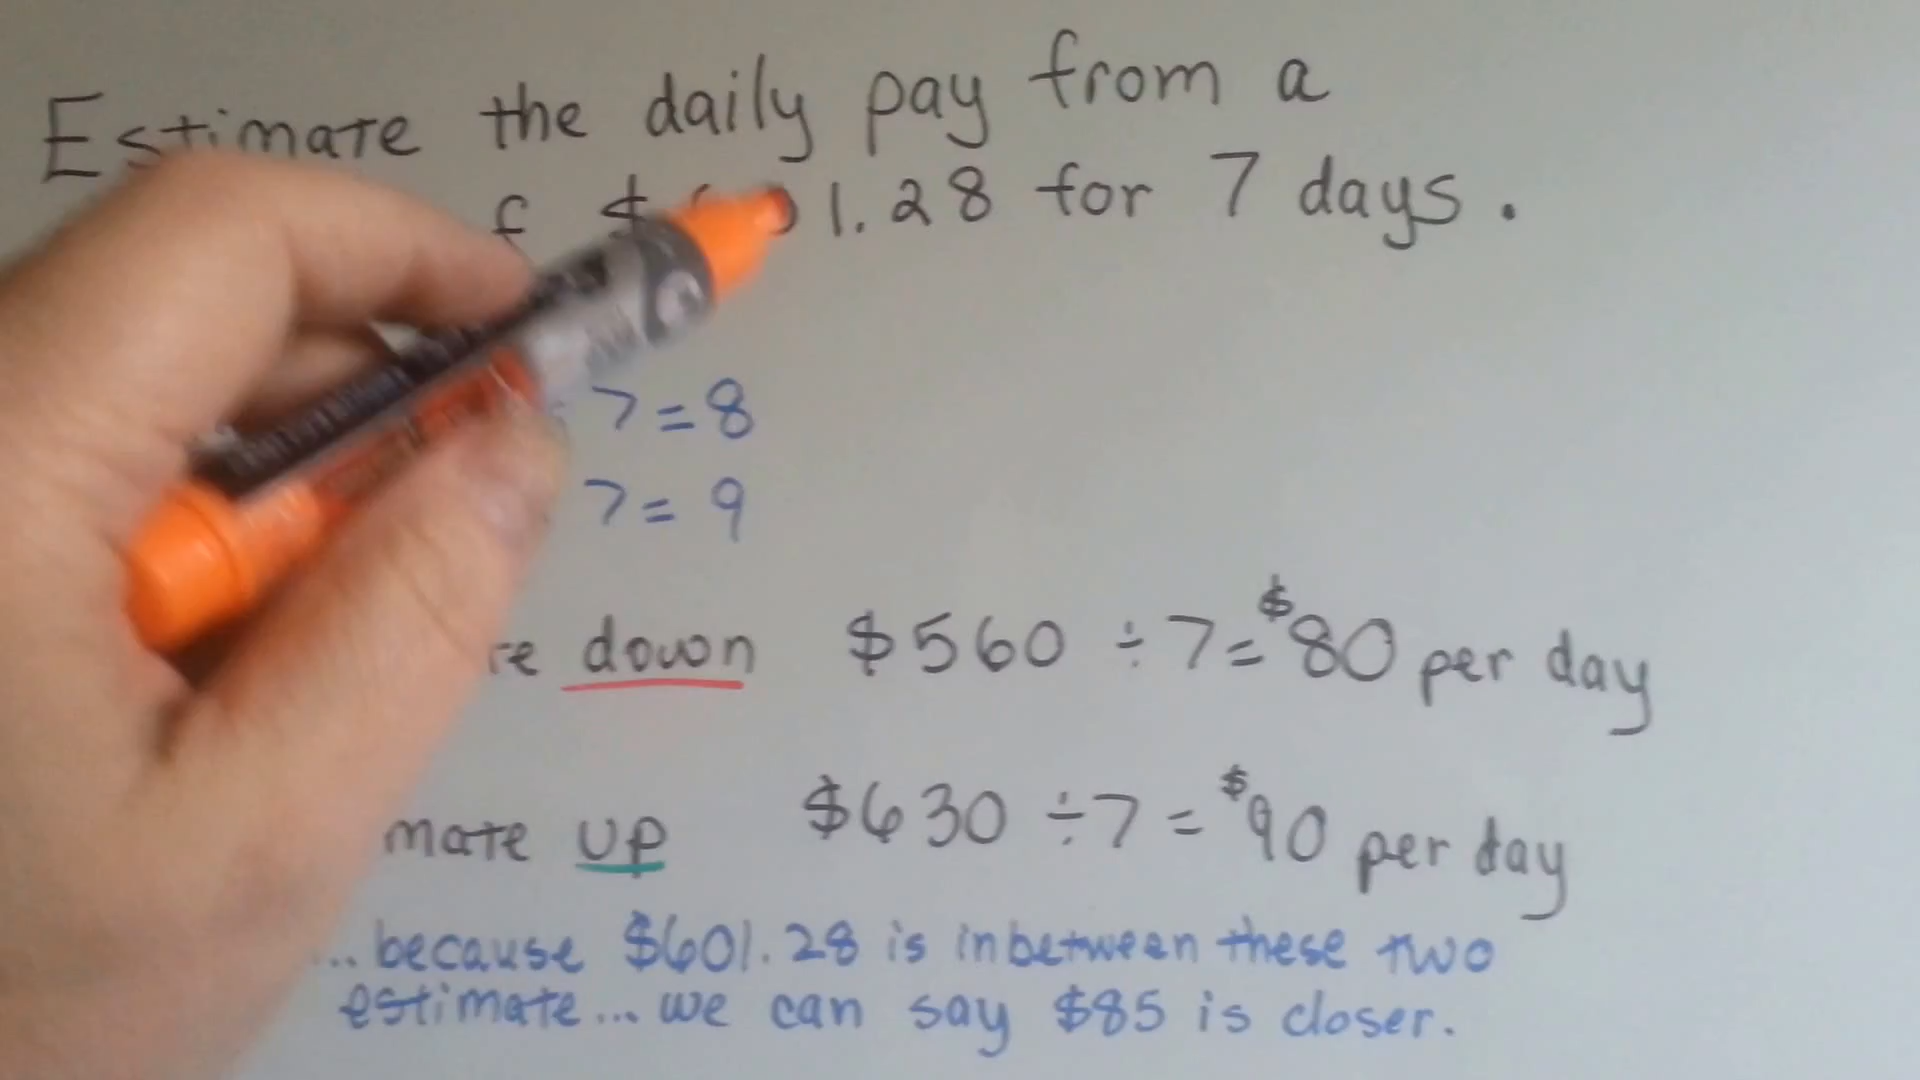 Estimate the daily pay from a
$ 1.28 for 7 days.
7 = 8
7 = 9
down $560 ÷ 7 = $80 per day
UP $630 ÷ 7 = $90 per day
... because $601.28 is in between these two
estimate... we can say $85 is closer.